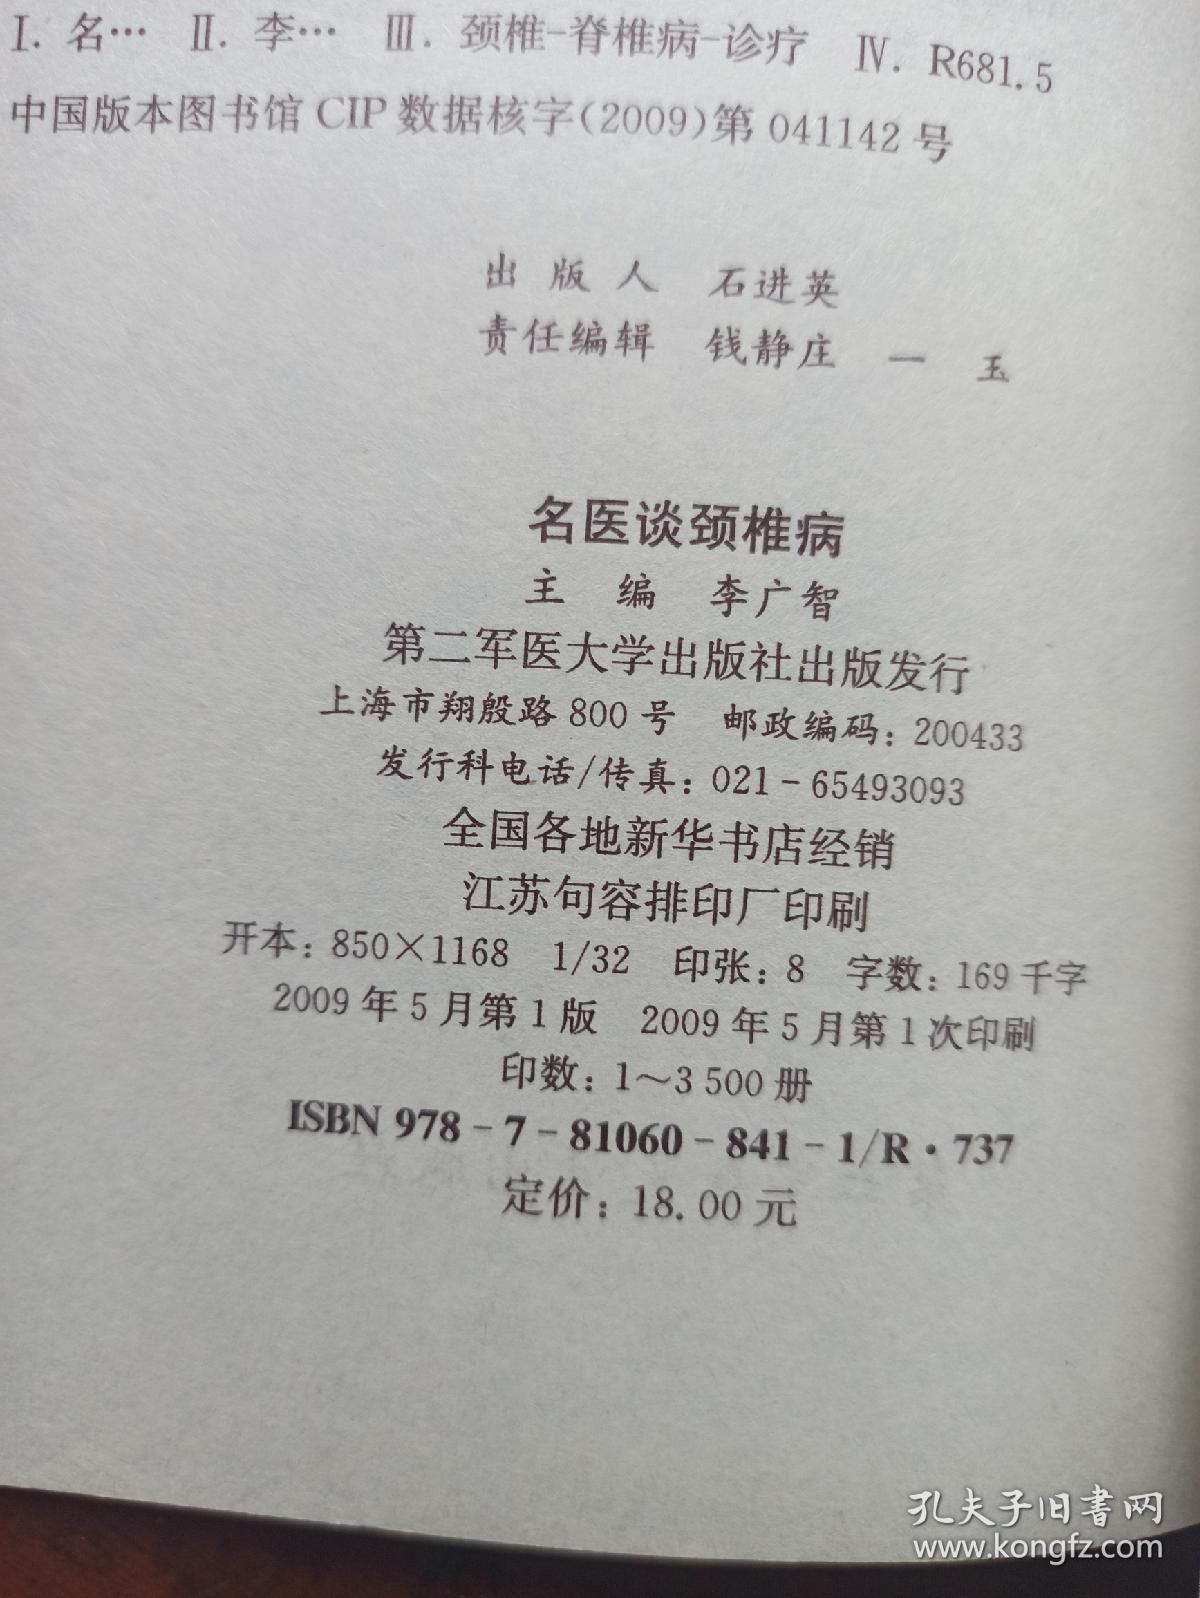 Ⅰ. 名… Ⅱ. 李… Ⅲ. 颈椎-脊椎病-诊疗 Ⅳ. R681.5
中国版本图书馆 CIP 数据核字(2009)第 041142 号
出 版 人 石进英
责任编辑 钱静庄 一 玉
名医谈颈椎病
主 编 李广智
第二军医大学出版社出版发行
上海市翔殷路 800 号 邮政编码: 200433
发行科电话/传真: 021-65493093
全国各地新华书店经销
江苏句容排印厂印刷
开本: 850×1168 1/32 印张: 8 字数: 169 千字
2009 年 5 月第 1 版 2009 年 5 月第 1 次印刷
印数: 1~3 500 册
ISBN 978-7-81060-841-1/R·737
定价: 18.00 元
孔夫子旧书网
www.kongfz.com